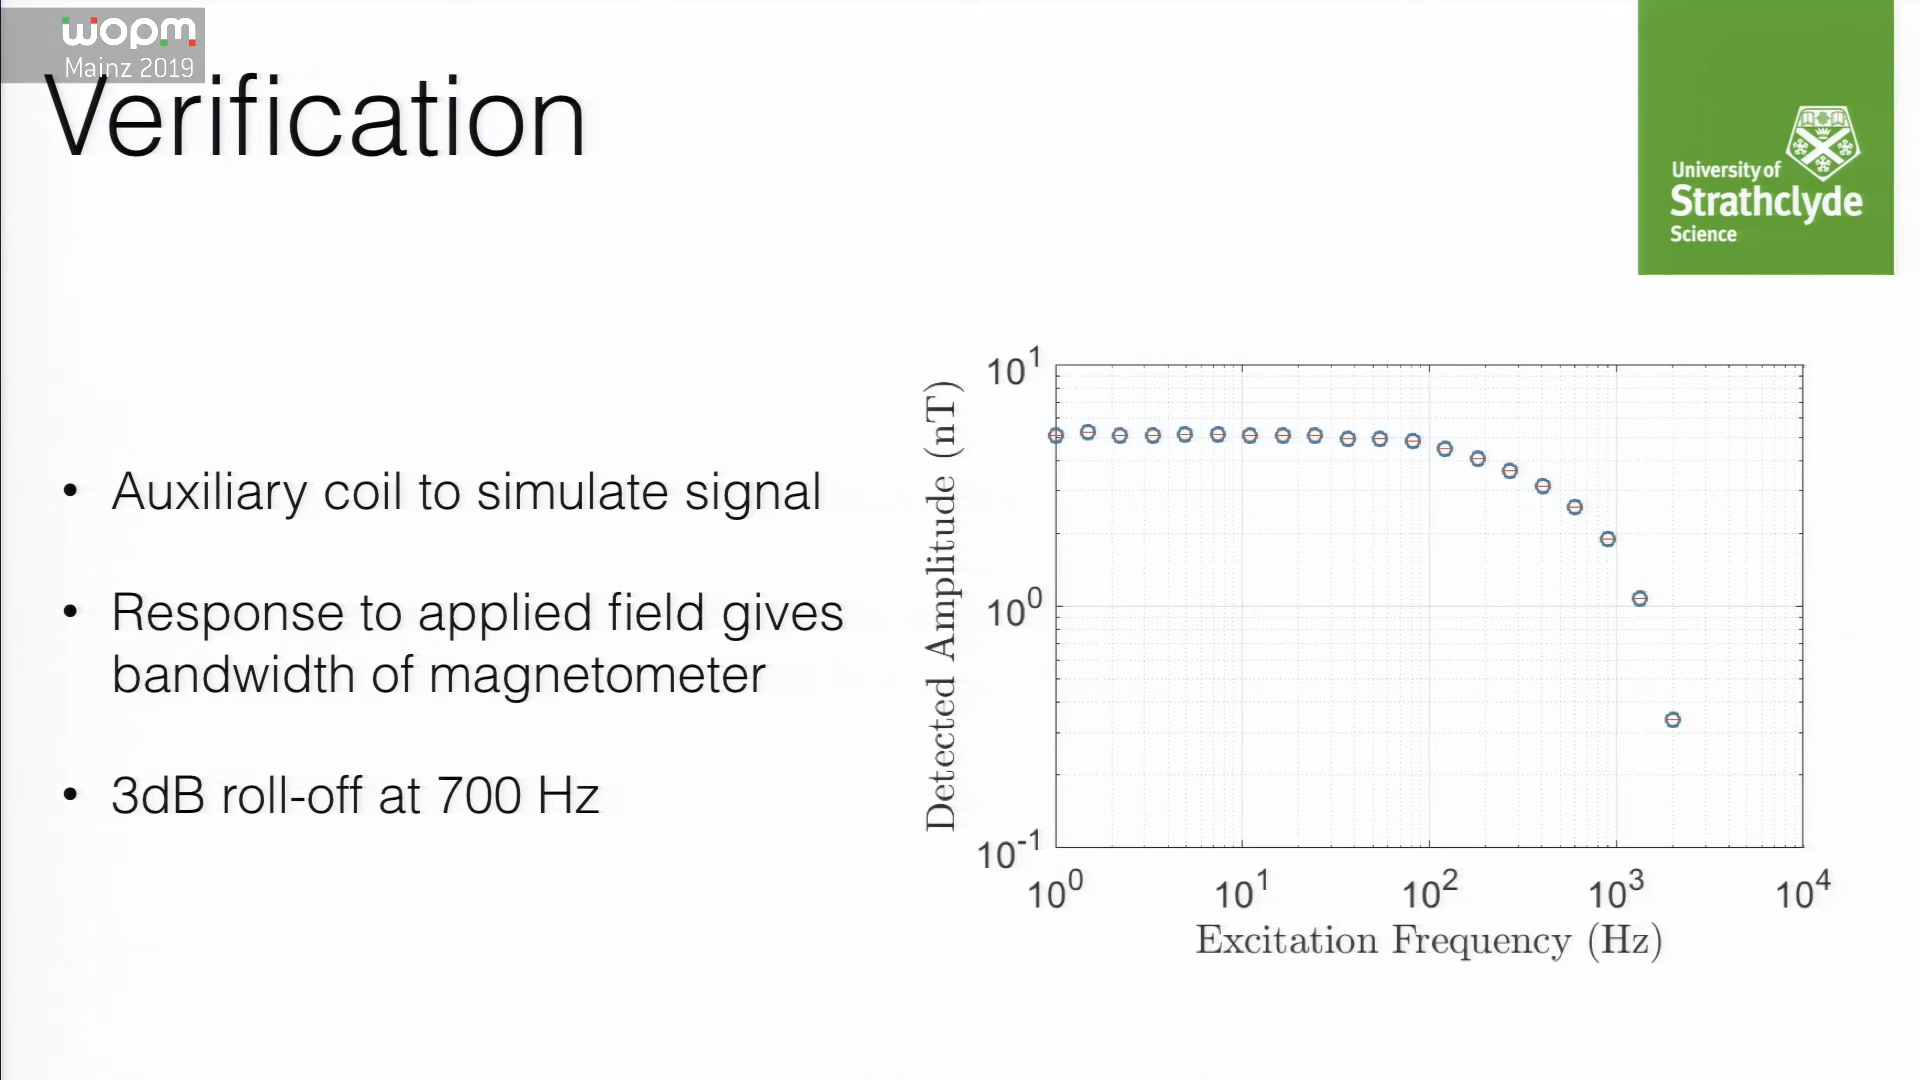 wopm
Mainz 2019
Verification
University of
Strathclyde
Science
• Auxiliary coil to simulate signal
• Response to applied field gives
bandwidth of magnetometer
• 3dB roll-off at 700 Hz
Detected Amplitude (nT)
10^1
10^0
10^-1
10^0 10^1 10^2 10^3 10^4
Excitation Frequency (Hz)